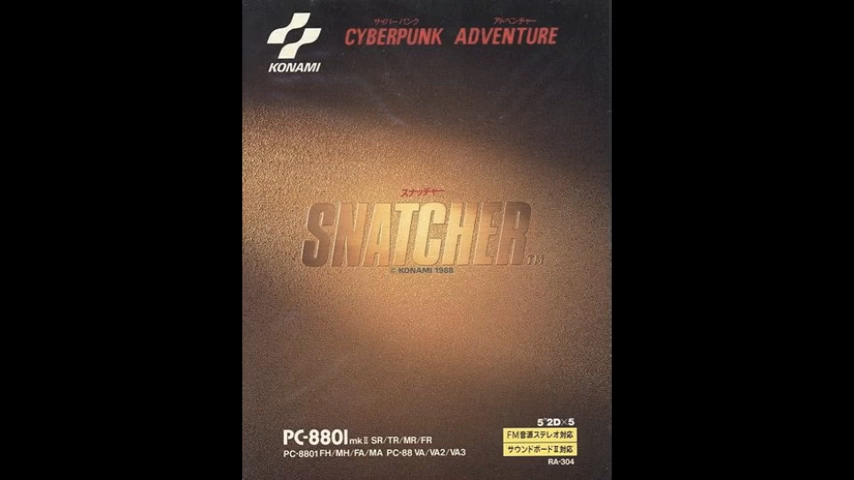 サイバーパンク アドベンチャー
CYBERPUNK ADVENTURE
KONAMI
スナッチャー
SNATCHER™
© KONAMI 1988
5"2D×5
PC-8801 mkII SR/TR/MR/FR
FM音源ステレオ対応
PC-8801 FH/MH/FA/MA PC-88 VA/VA2/VA3
サウンドボードII対応
RA-304